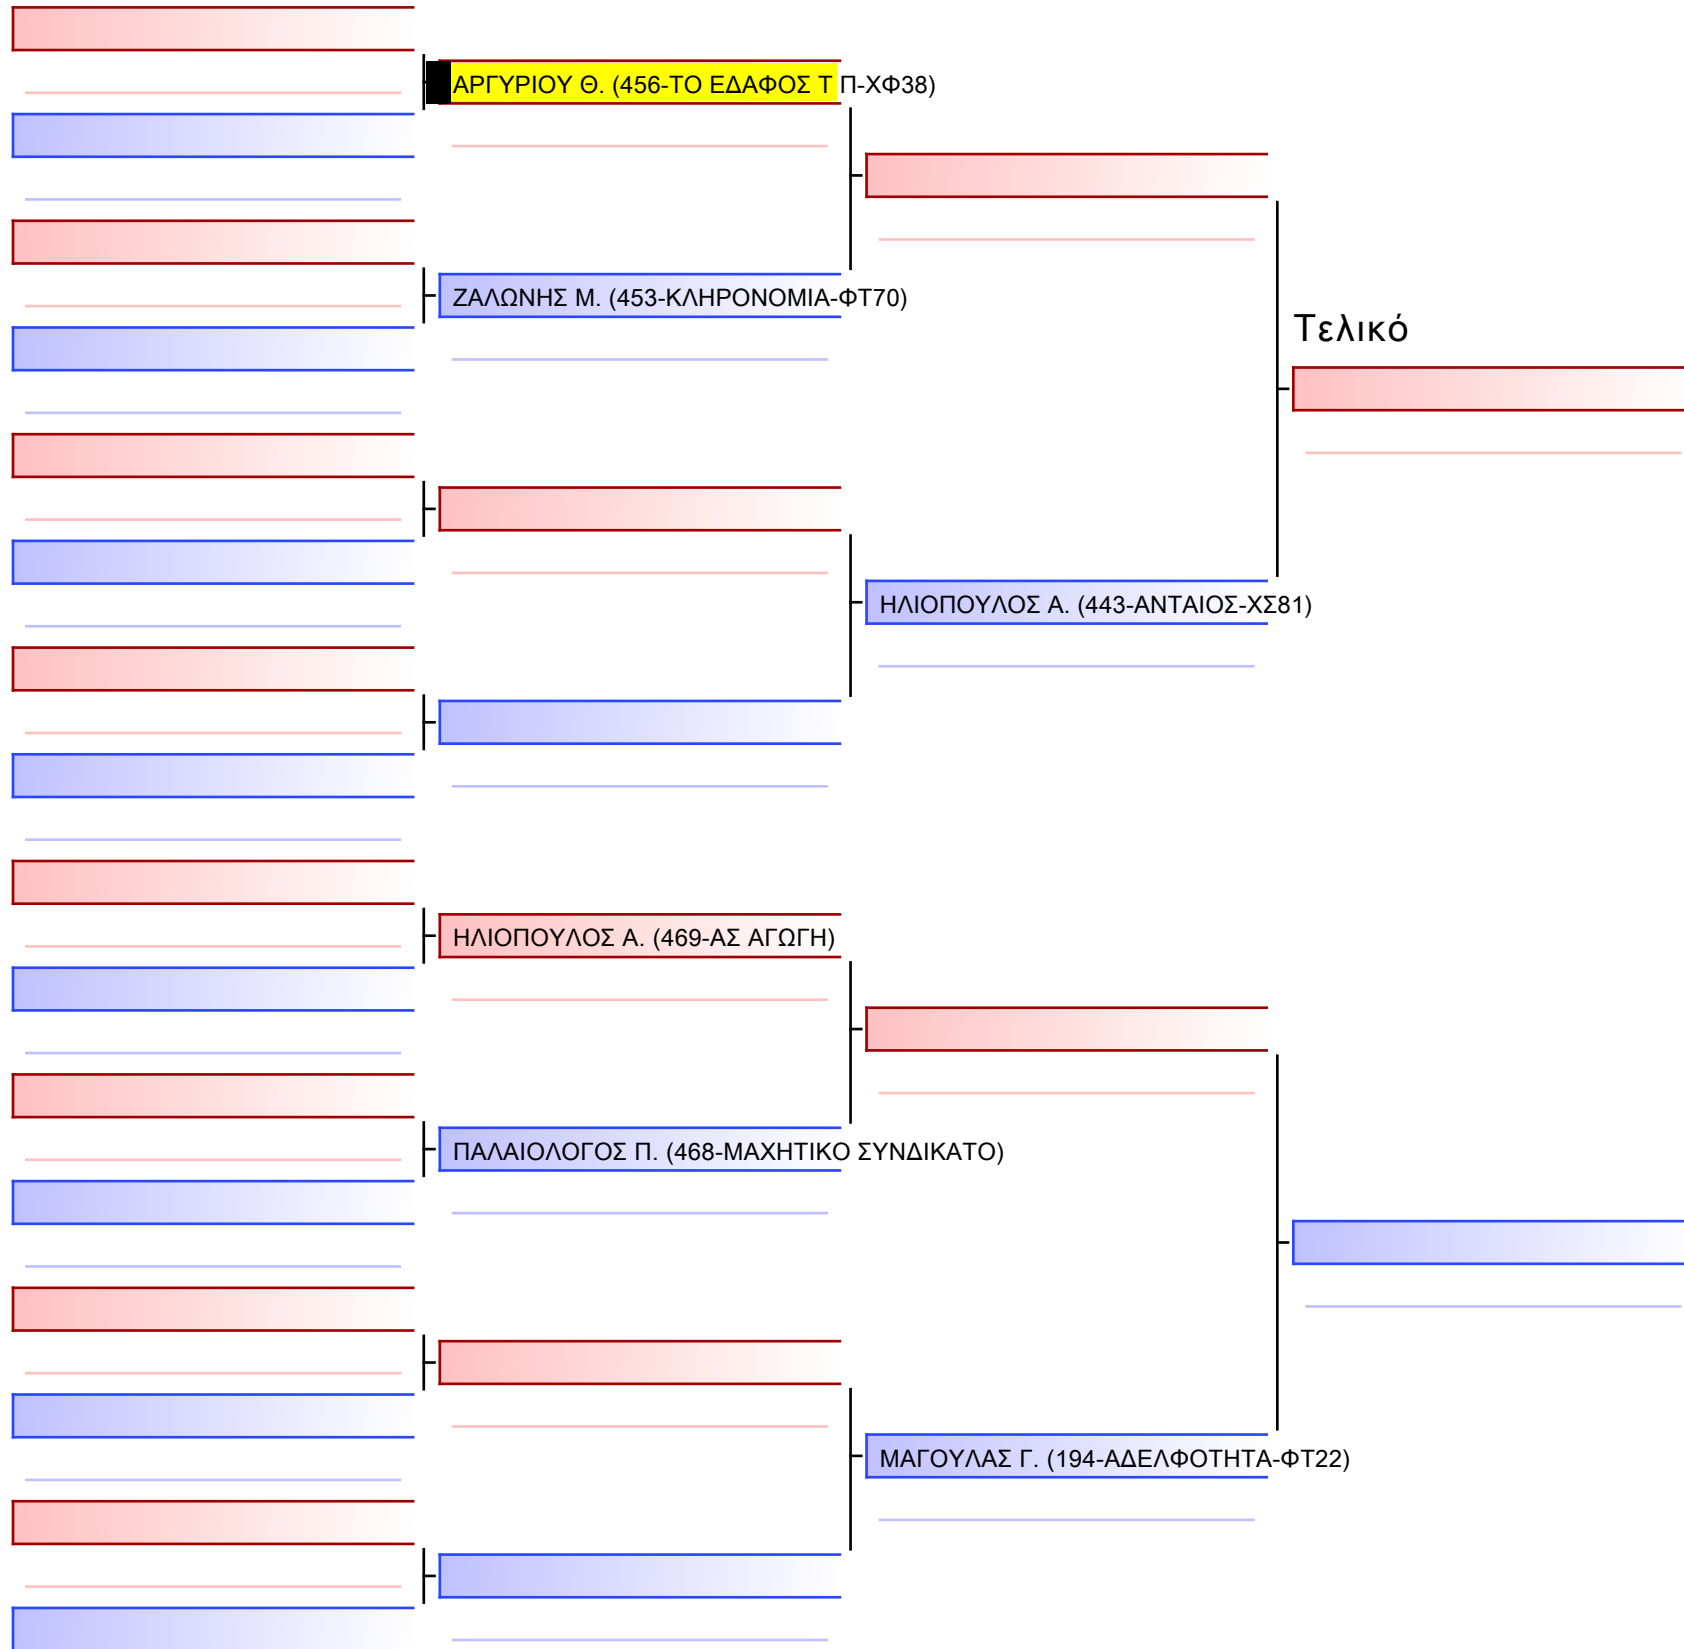 ΑΡΓΥΡΙΟΥ Θ. (456-ΤΟ ΕΔΑΦΟΣ Τ Π-ΧΦ38)
ΖΑΛΩΝΗΣ Μ. (453-ΚΛΗΡΟΝΟΜΙΑ-ΦΤ70)
Τελικό
ΗΛΙΟΠΟΥΛΟΣ Α. (443-ΑΝΤΑΙΟΣ-ΧΣ81)
ΗΛΙΟΠΟΥΛΟΣ Α. (469-ΑΣ ΑΓΩΓΗ)
ΠΑΛΑΙΟΛΟΓΟΣ Π. (468-ΜΑΧΗΤΙΚΟ ΣΥΝΔΙΚΑΤΟ)
ΜΑΓΟΥΛΑΣ Γ. (194-ΑΔΕΛΦΟΤΗΤΑ-ΦΤ22)